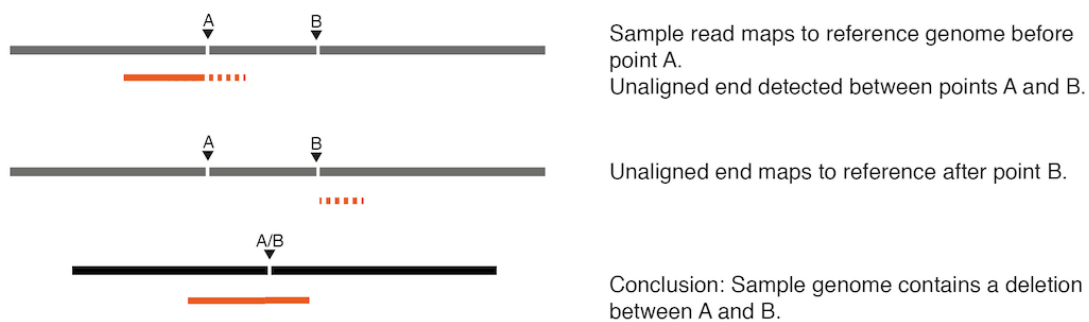 A B
Sample read maps to reference genome before
point A.
Unaligned end detected between points A and B.
A B
Unaligned end maps to reference after point B.
A/B
Conclusion: Sample genome contains a deletion
between A and B.